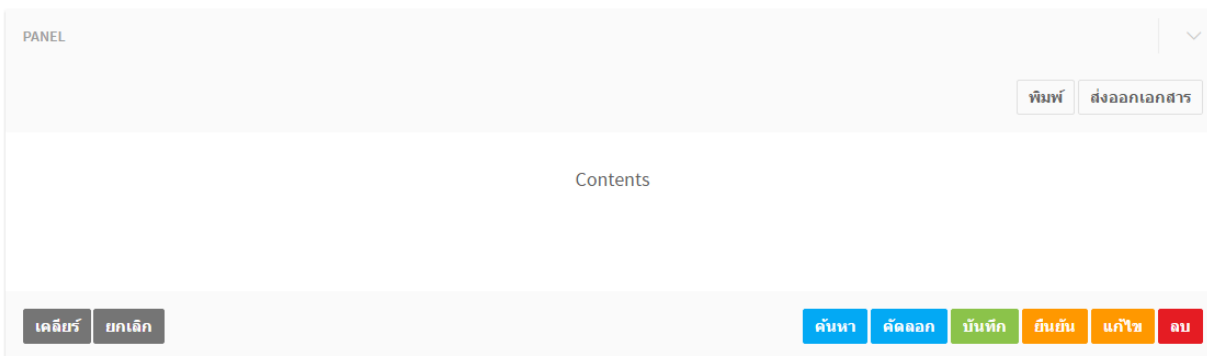 PANEL
พิมพ์ ส่งออกเอกสาร
Contents
เคลียร์ ยกเลิก ค้นหา คัดลอก บันทึก ยืนยัน แก้ไข ลบ